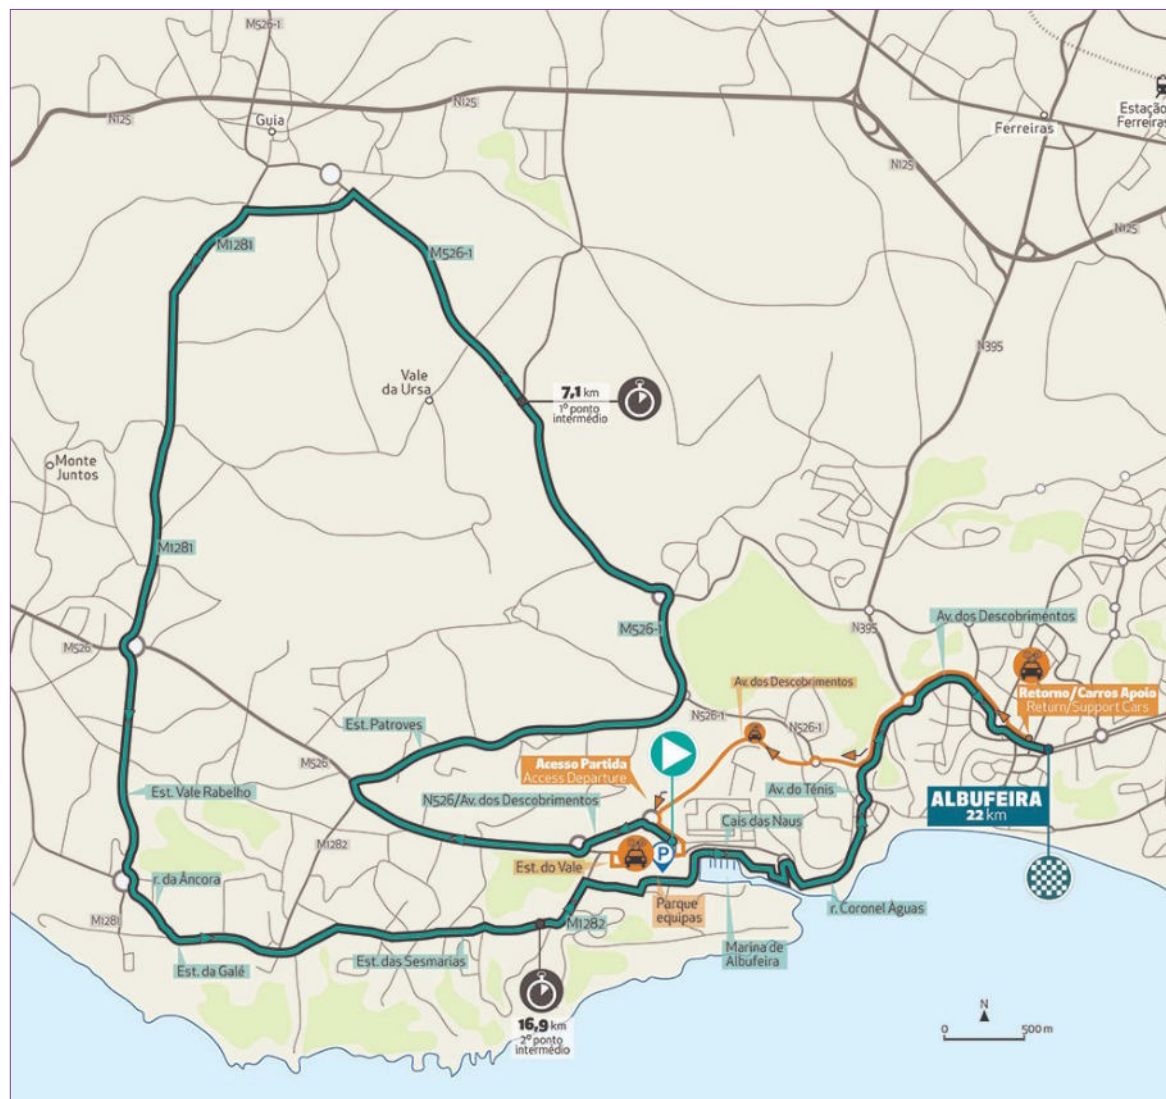 M526-1
N125
N125
Guia
Ferreiras
Estação
Ferreiras
N125
N125
M1281
M526-1
N395
Vale
da Ursa
7,1 km
1º ponto
intermédio
Monte
Juntos
M1281
M526-1
Av. dos Descobrimentos
N395
M526
Av. dos Descobrimentos
Retorno/Carros Apoio
Return/Support Cars
N526-1
N526-1
Est. Patroves
M526
Acesso Partida
Access Departure
Est. Vale Rabelho
N526/Av. dos Descobrimentos
Av. do Ténis
ALBUFEIRA
22 km
Cais das Naus
M1282
P
Est. do Vale
r. da Âncora
Parque
equipas
r. Coronel Águas
M1281
M1282
Marina de
Albufeira
Est. da Galé
Est. das Sesmarias
16,9 km
2º ponto
intermédio
N
0
500 m